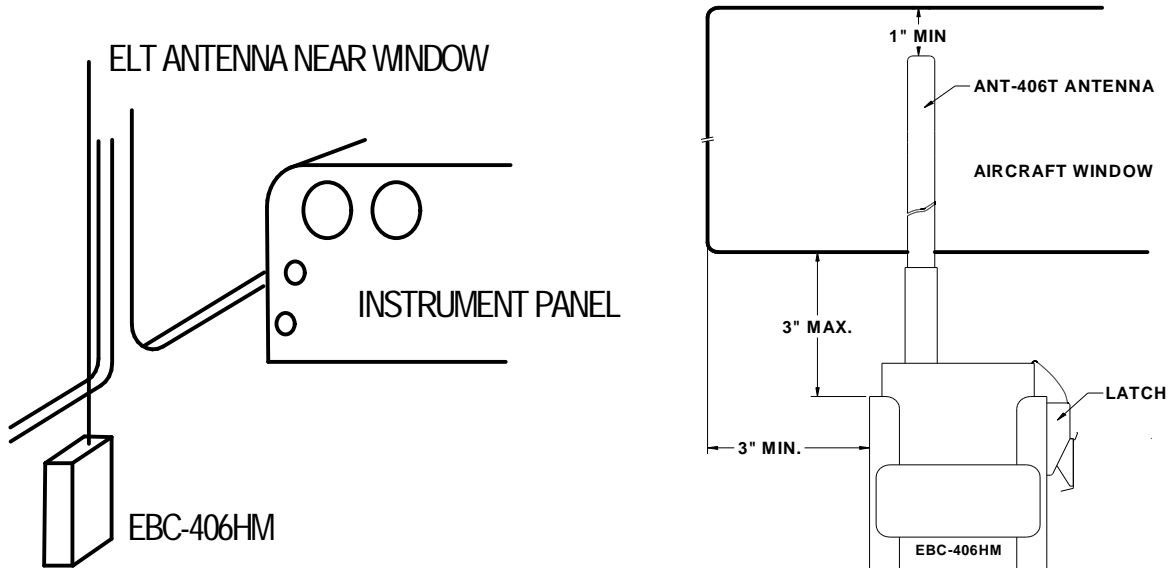 ELT ANTENNA NEAR WINDOW
INSTRUMENT PANEL
EBC-406HM
1" MIN
ANT-406T ANTENNA
AIRCRAFT WINDOW
3" MAX.
LATCH
3" MIN.
EBC-406HM